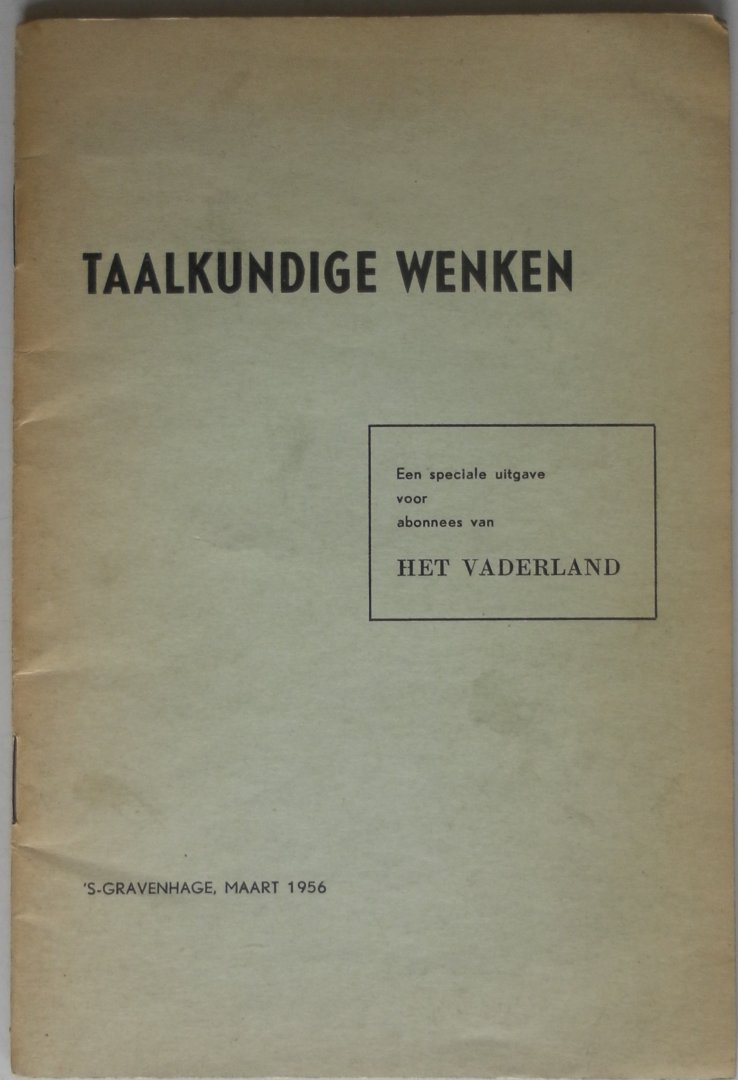 TAALKUNDIGE WENKEN
Een speciale uitgave
voor
abonnees van
HET VADERLAND
'S-GRAVENHAGE, MAART 1956